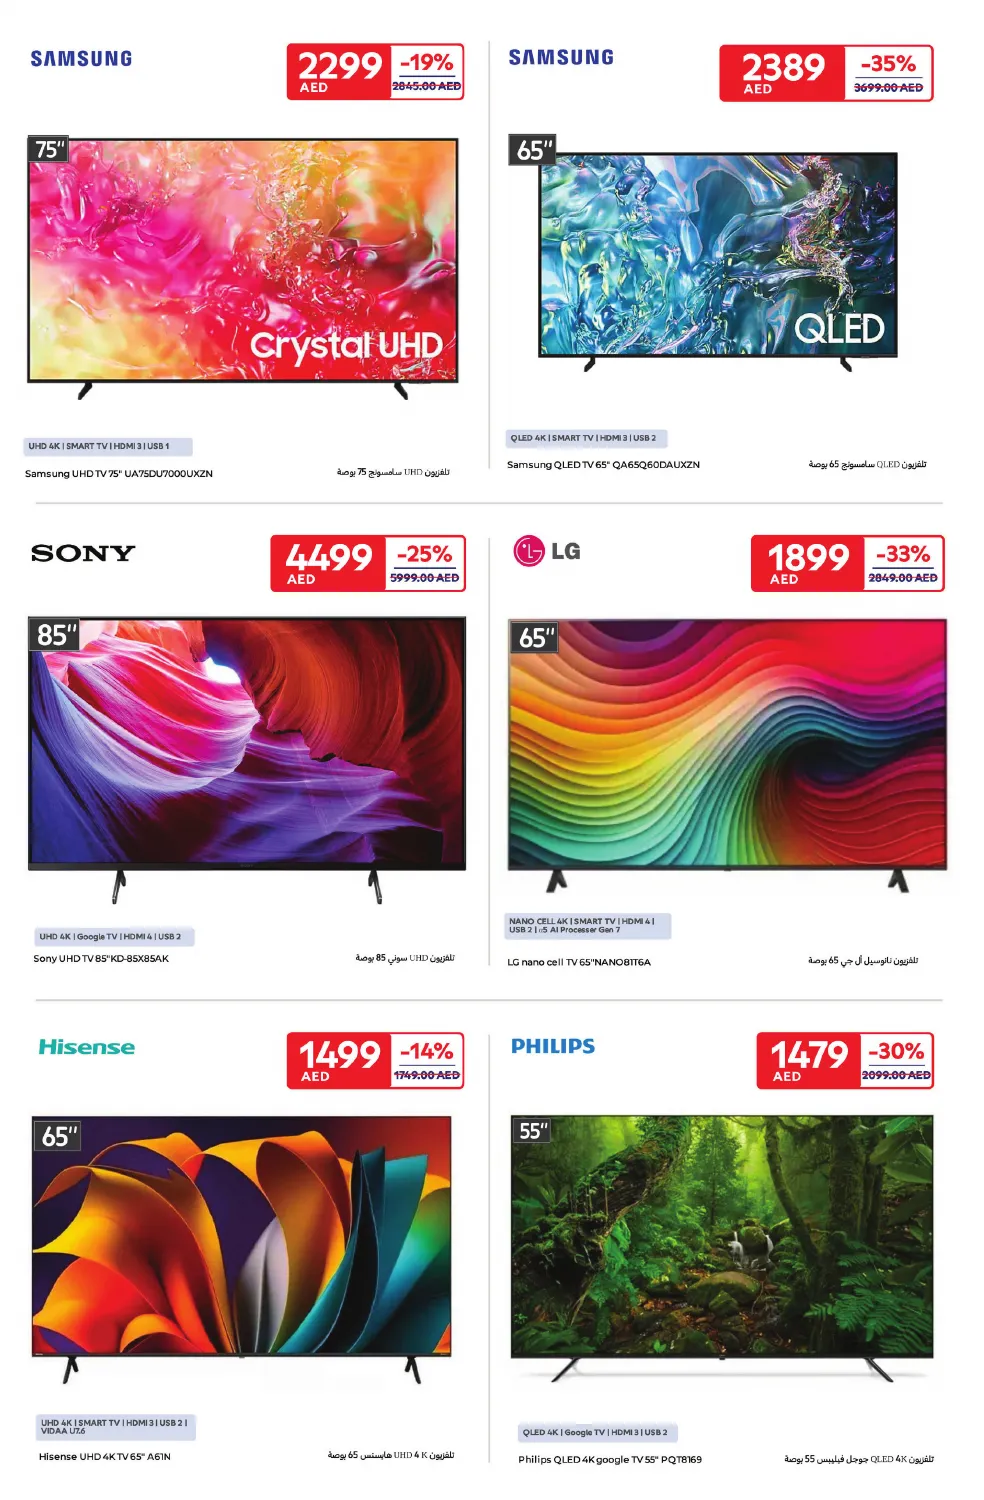 SAMSUNG
2299
AED
-19%
2845.00 AED
75"
Crystal UHD
UHD 4K | SMART TV | HDMI 3 | USB 1
Samsung UHD TV 75" UA75DU7000UXZN
تلفزيون UHD سامسونج 75 بوصة
SAMSUNG
2389
AED
-35%
3699.00 AED
65"
QLED
QLED 4K | SMART TV | HDMI 3 | USB 2
Samsung QLED TV 65" QA65Q60DAUXZN
تلفزيون QLED سامسونج 65 بوصة
SONY
4499
AED
-25%
5999.00 AED
85"
UHD 4K | Google TV | HDMI 4 | USB 2
Sony UHD TV 85"KD-85X85AK
تلفزيون UHD سوني 85 بوصة
LG
1899
AED
-33%
2849.00 AED
65"
NANO CELL 4K | SMART TV | HDMI 4 |
USB 2 | α5 AI Processer Gen 7
LG nano cell TV 65"NANO81T6A
تلفزيون نانوسيل أل جي 65 بوصة
Hisense
1499
AED
-14%
1749.00 AED
65"
UHD 4K | SMART TV | HDMI 3 | USB 2 |
VIDAA U7.6
Hisense UHD 4K TV 65" A61N
تلفزيون UHD 4 K هايسنس 65 بوصة
PHILIPS
1479
AED
-30%
2099.00 AED
55"
QLED 4K | Google TV | HDMI 3 | USB 2
Philips QLED 4K google TV 55" PQT8169
تلفزيون QLED 4K جوجل فيليبس 55 بوصة